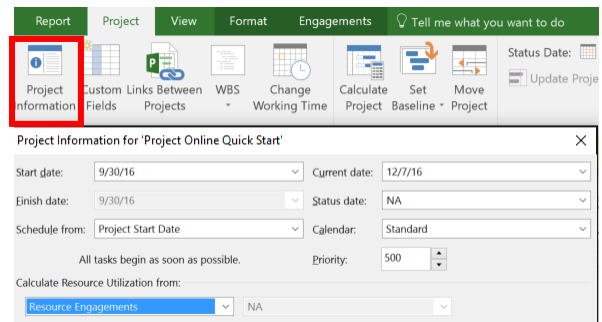 Report Project View Format Engagements Tell me what you want to do
Project Information
Custom Fields
Links Between Projects
WBS
Change Working Time
Calculate Project
Set Baseline
Move Project
Status Date:
Update Proje
Project Information for 'Project Online Quick Start'
Start date: 9/30/16 Current date: 12/7/16
Finish date: 9/30/16 Status date: NA
Schedule from: Project Start Date Calendar: Standard
All tasks begin as soon as possible. Priority: 500
Calculate Resource Utilization from:
Resource Engagements NA